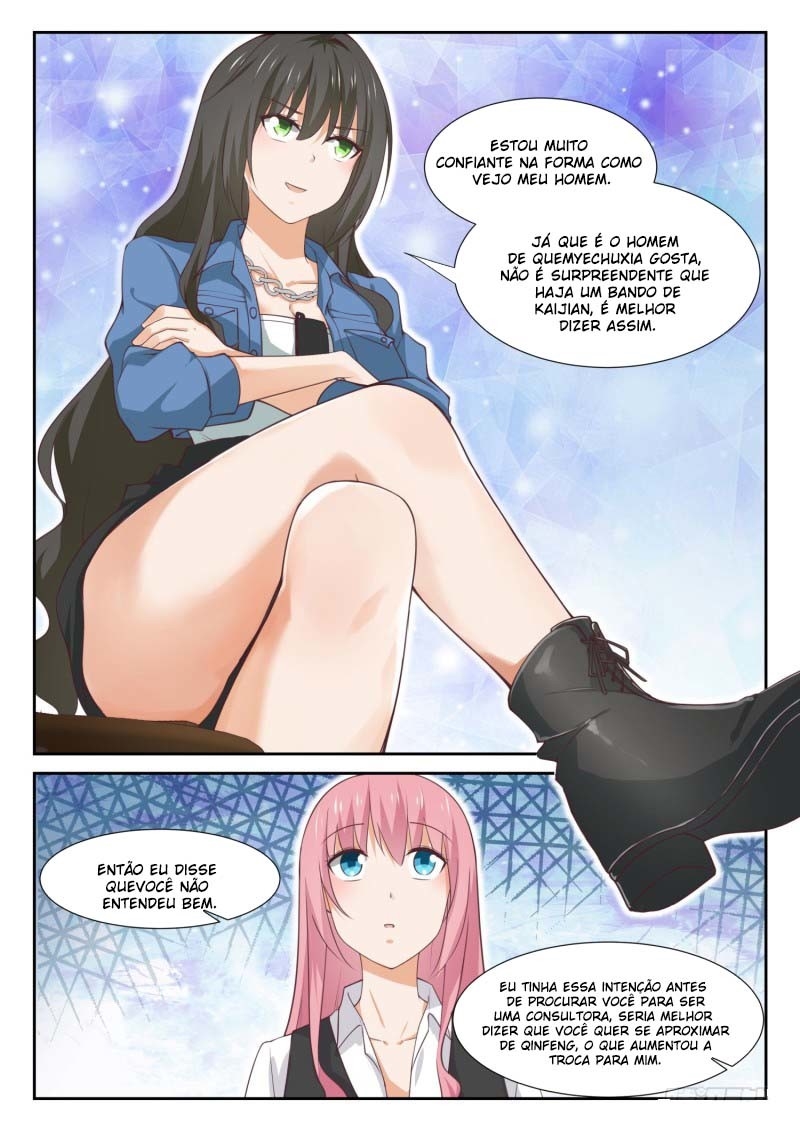 ESTOU MUITO
CONFIANTE NA FORMA COMO
VEJO MEU HOMEM.
JÁ QUE É O HOMEM
DE QUEMYECHUXIA GOSTA,
NÃO É SURPREENDENTE QUE
HAJA UM BANDO DE
KAIJIAN, É MELHOR
DIZER ASSIM.
ENTÃO EU DISSE
QUEVOCÊ NÃO
ENTENDEU BEM.
EU TINHA ESSA INTENÇÃO ANTES
DE PROCURAR VOCÊ PARA SER
UMA CONSULTORA, SERIA MELHOR
DIZER QUE VOCÊ QUER SE APROXIMAR
DE QINFENG, O QUE AUMENTOU A
TROCA PARA MIM.